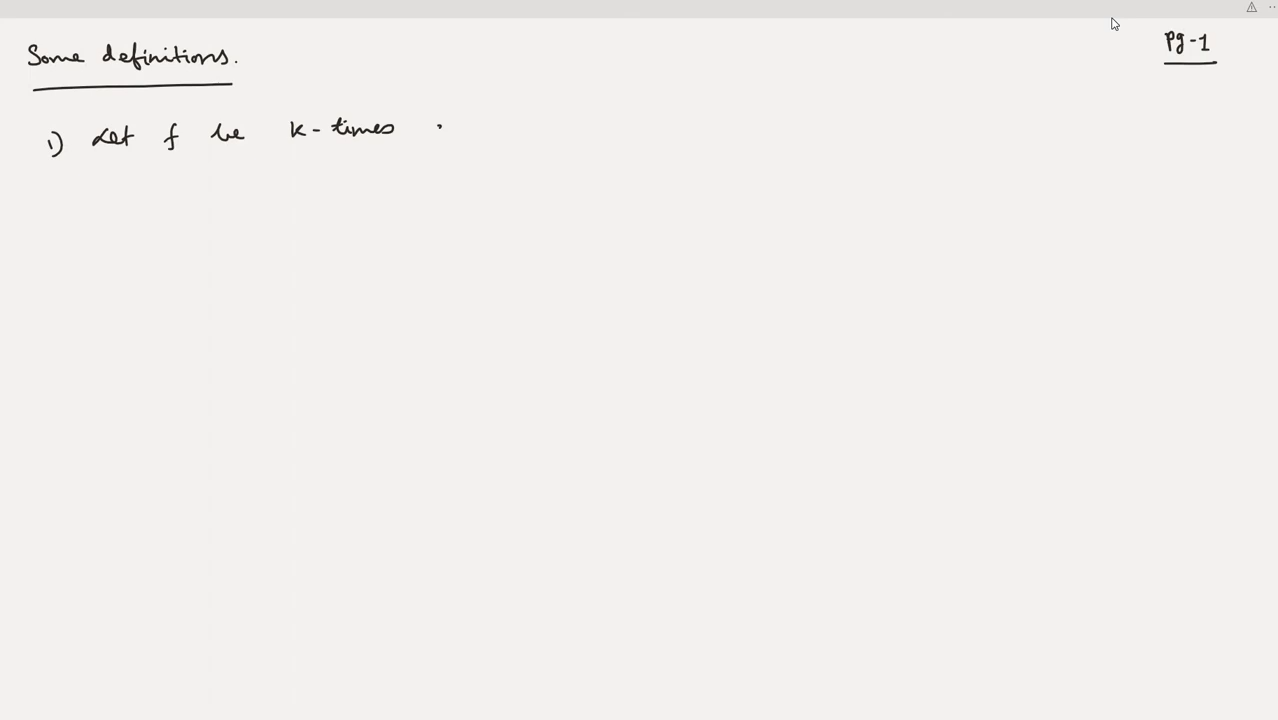 Pg-1
Some definitions.
1) Let f be k-times